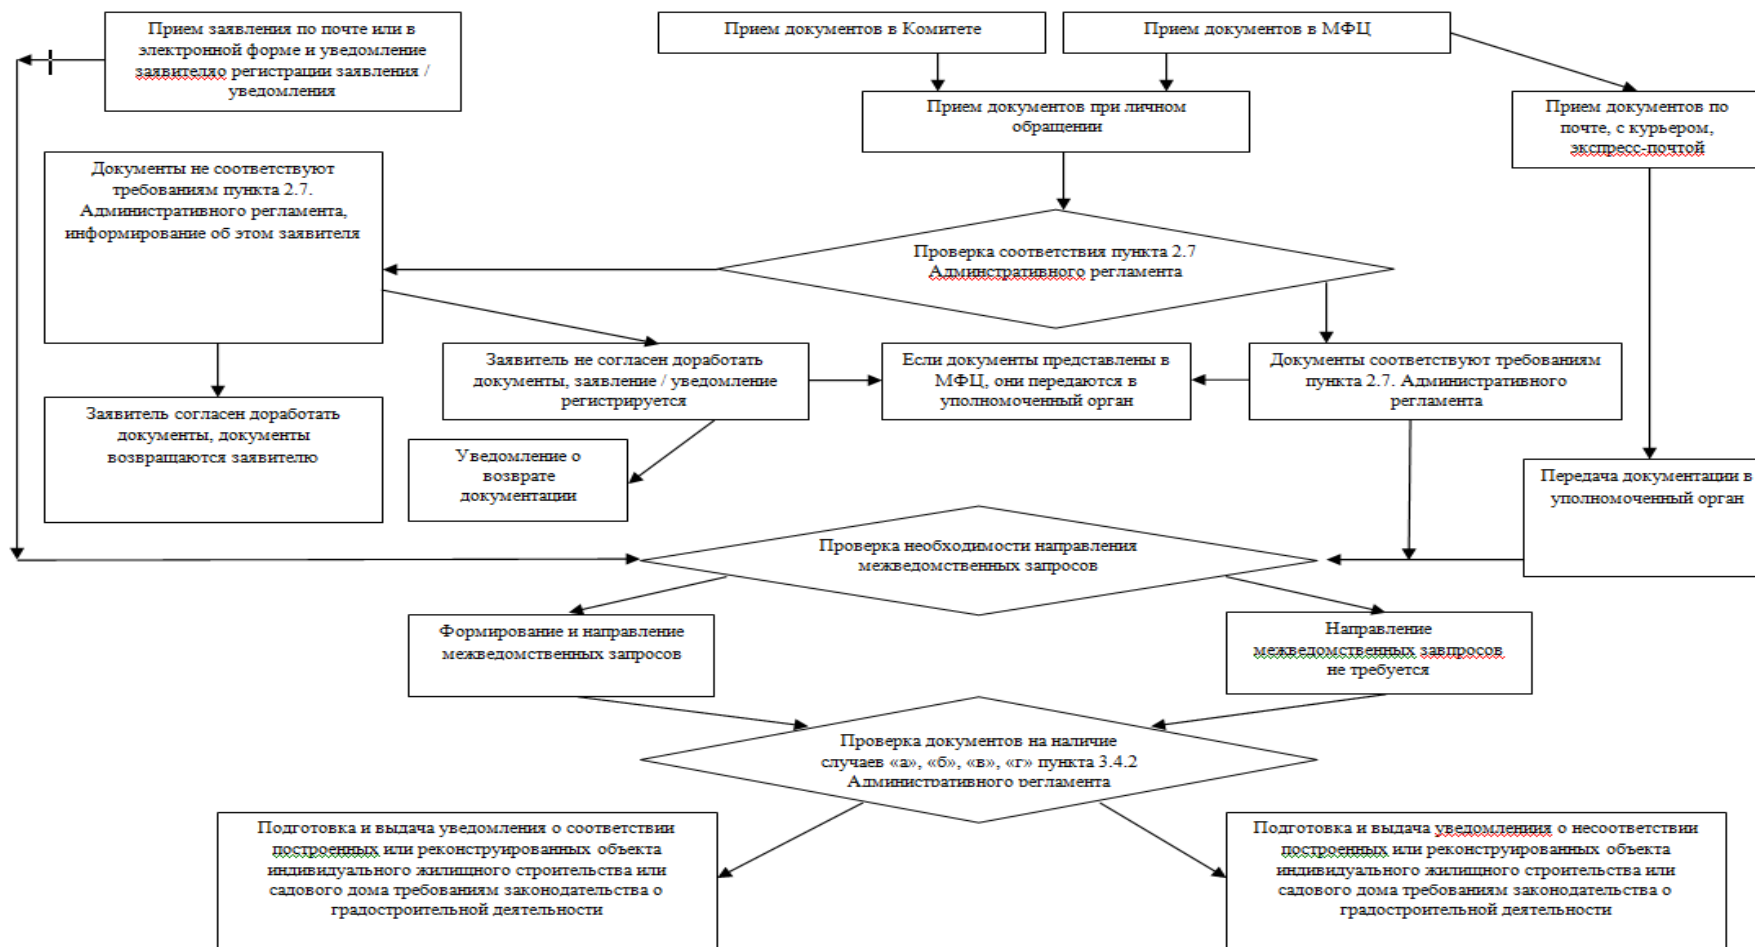 Прием заявления по почте или в
электронной форме и уведомление
заявителяо регистрации заявления /
уведомления
Прием документов в Комитете
Прием документов в МФЦ
Прием документов при личном
обращении
Прием документов по
почте, с курьером,
экспресс-почтой
Документы не соответствуют
требованиям пункта 2.7.
Административного регламента,
информирование об этом заявителя
Проверка соответствия пункта 2.7
Админстративного регламента
Заявитель не согласен доработать
документы, заявление / уведомление
регистрируется
Если документы представлены в
МФЦ, они передаются в
уполномоченный орган
Документы соответствуют требованиям
пункта 2.7. Административного
регламента
Заявитель согласен доработать
документы, документы
возвращаются заявителю
Уведомление о
возврате
документации
Передача документации в
уполномоченный орган
Проверка необходимости направления
межведомственных запросов
Формирование и направление
межведомственных запросов
Направление
межведомственных завпросов
не требуется
Проверка документов на наличие
случаев «а», «б», «в», «г» пункта 3.4.2
Административного регламента
Подготовка и выдача уведомления о соответствии
построенных или реконструированных объекта
индивидуального жилищного строительства или
садового дома требованиям законодательства о
градостроительной деятельности
Подготовка и выдача уведомлениия о несоответствии
построенных или реконструированных объекта
индивидуального жилищного строительства или
садового дома требованиям законодательства о
градостроительной деятельности